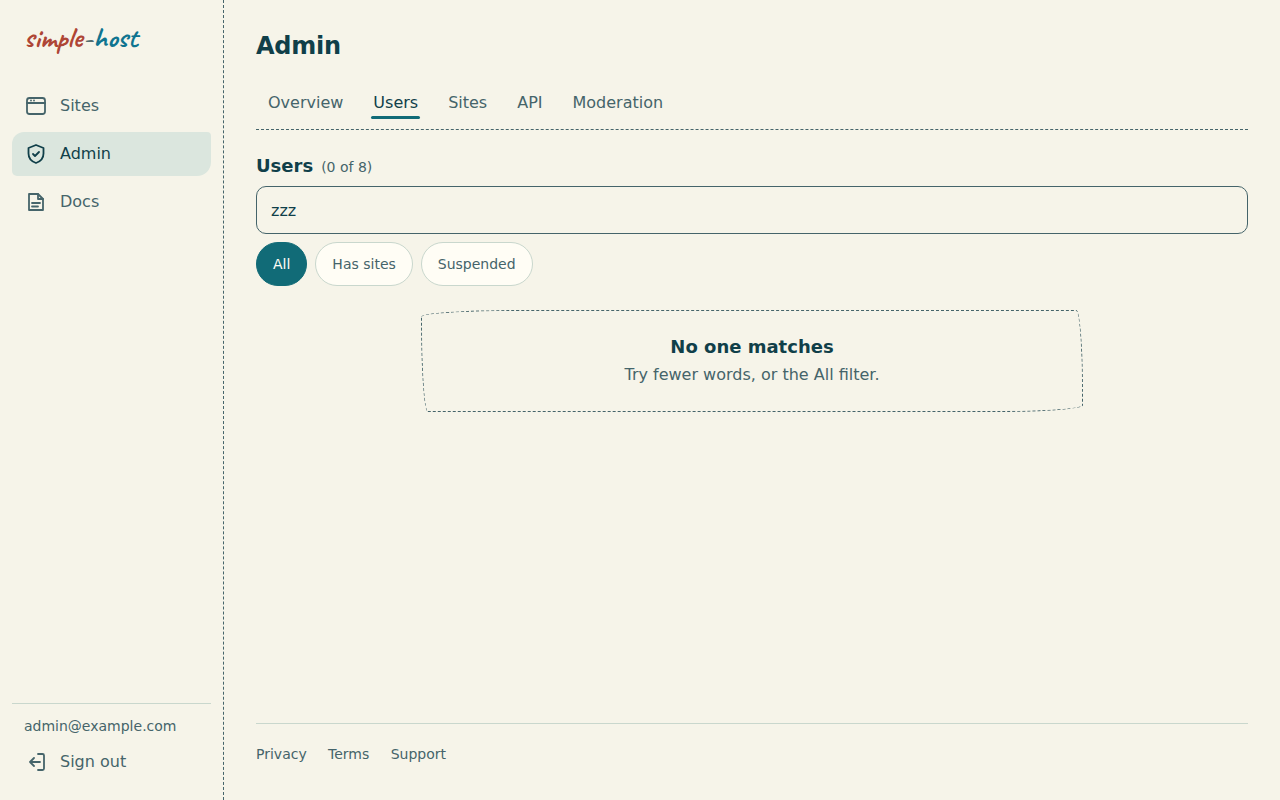 simple-host
Sites
Admin
Docs
admin@example.com
Sign out
Admin
Overview Users Sites API Moderation
Users (0 of 8)
zzz
All Has sites Suspended
No one matches
Try fewer words, or the All filter.
Privacy Terms Support